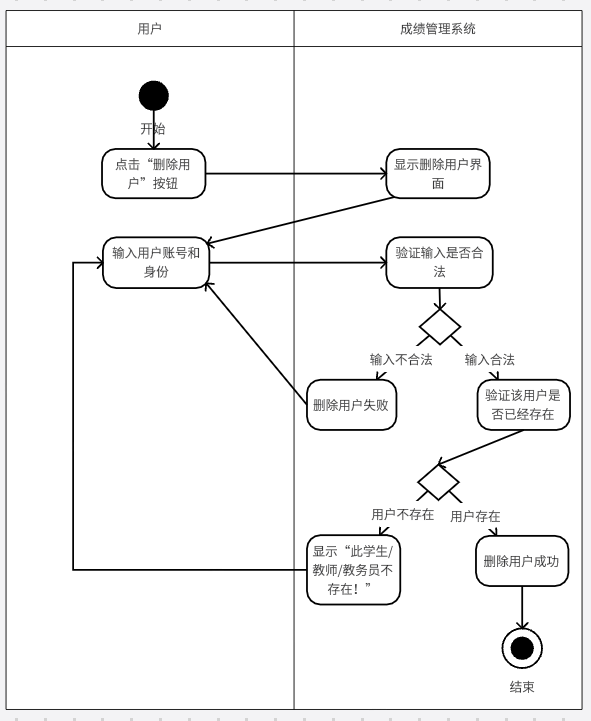 用户
成绩管理系统
开始
点击“删除用
户”按钮
显示删除用户界
面
输入用户账号和
身份
验证输入是否合
法
输入不合法
输入合法
删除用户失败
验证该用户是
否已经存在
用户不存在
用户存在
显示“此学生/
教师/教务员不
存在！”
删除用户成功
结束